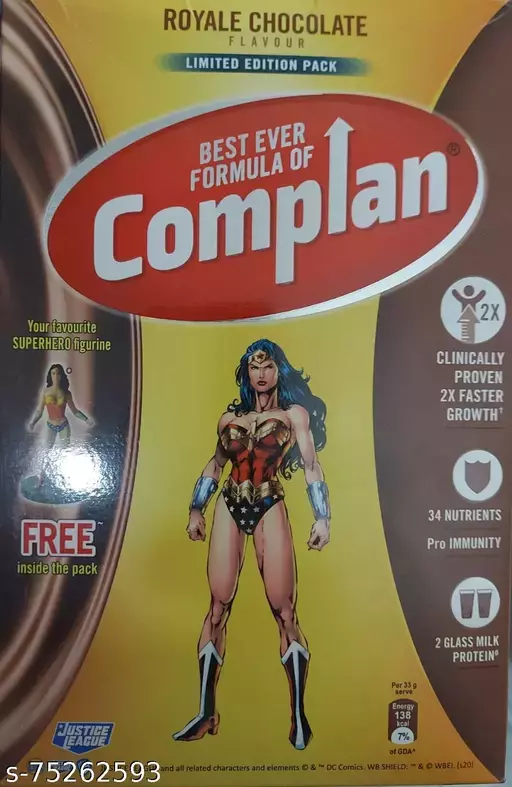 ROYALE CHOCOLATE
FLAVOUR
LIMITED EDITION PACK
BEST EVER
FORMULA OF
Complan®
Your favourite
SUPERHERO figurine
FREE~
inside the pack
2X
CLINICALLY
PROVEN
2X FASTER
GROWTH†
34 NUTRIENTS
Pro IMMUNITY
2 GLASS MILK
PROTEIN#
Per 33 g
serve
Energy
138
kcal
7%
of GDA^
JUSTICE
LEAGUE
and all related characters and elements © & ™ DC Comics. WB SHIELD: ™ & © WBEI. (s20)
s-75262593